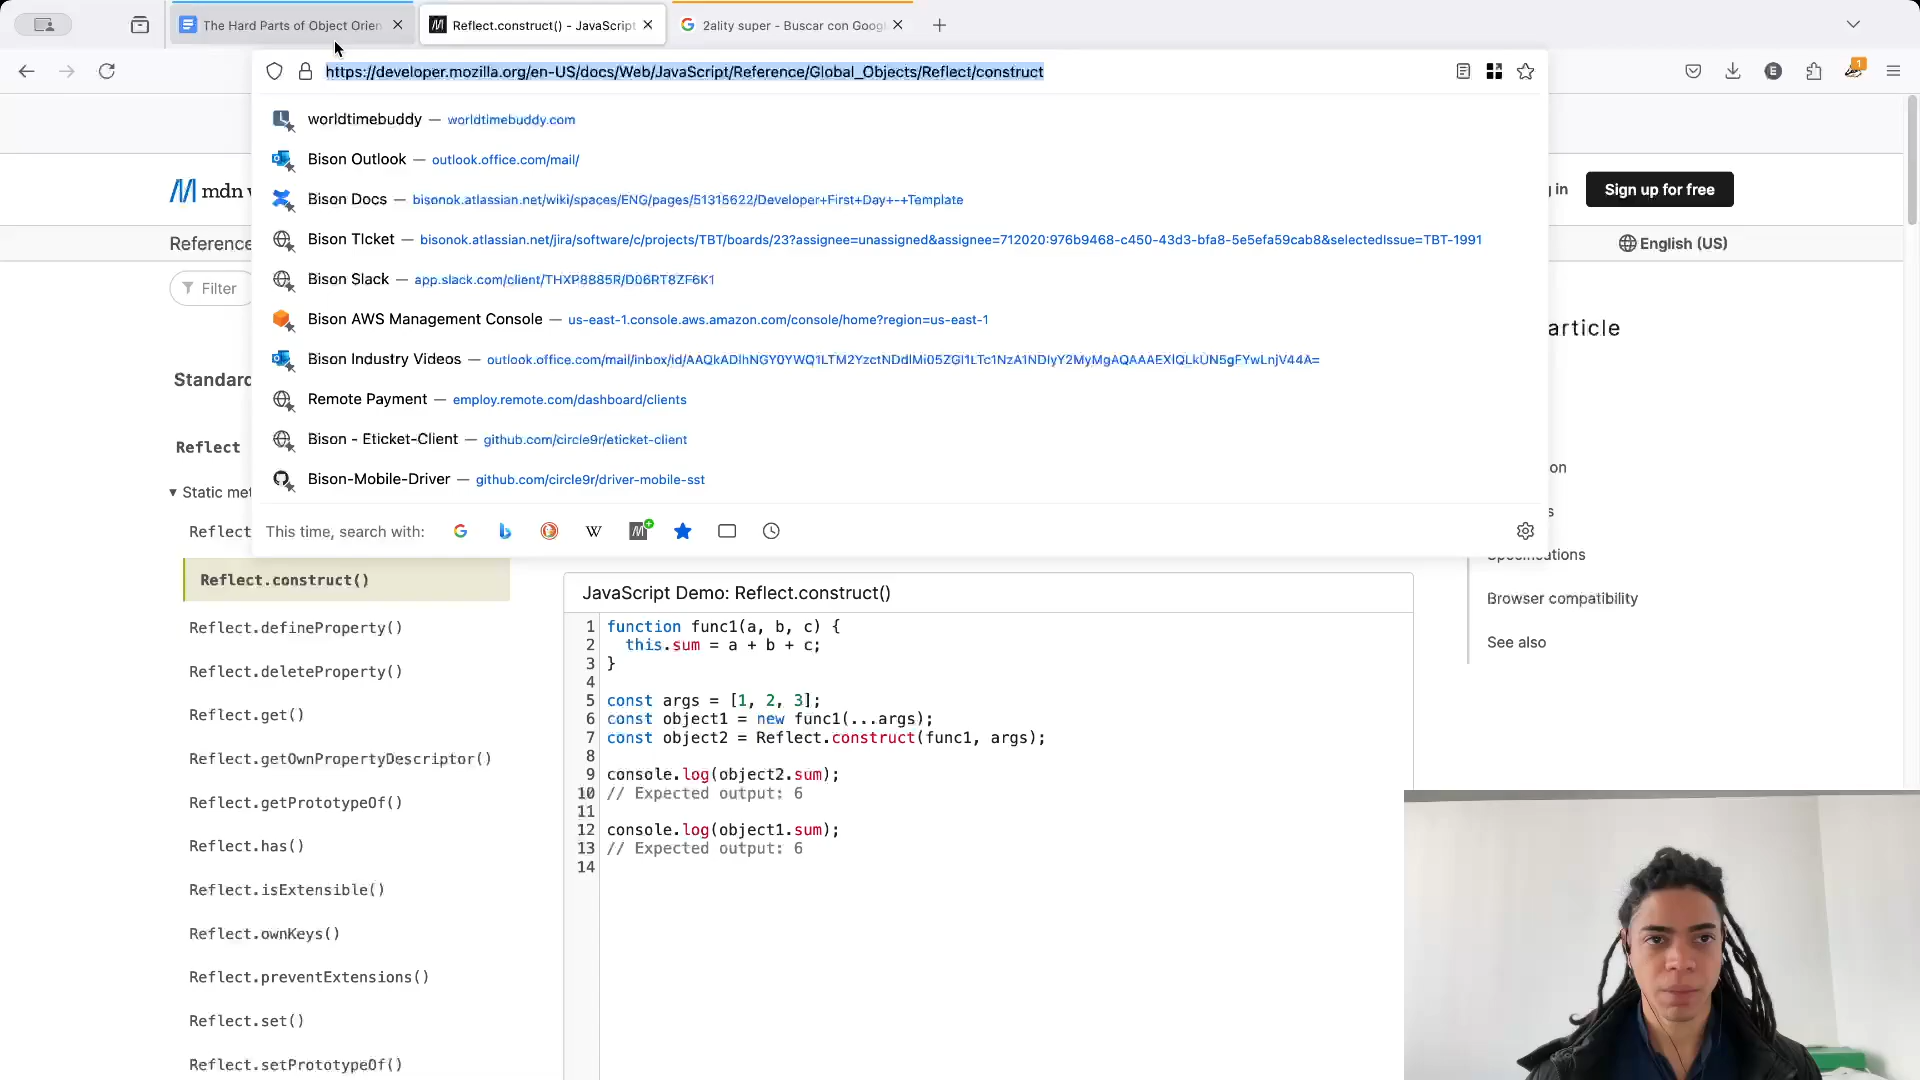 The Hard Parts of Object Orien
Reflect.construct() - JavaScript
2ality super - Buscar con Googl
https://developer.mozilla.org/en-US/docs/Web/JavaScript/Reference/Global_Objects/Reflect/construct
E
1
worldtimebuddy — worldtimebuddy.com
Bison Outlook — outlook.office.com/mail/
Bison Docs — bisonok.atlassian.net/wiki/spaces/ENG/pages/51315622/Developer+First+Day+-+Template
Bison TIcket — bisonok.atlassian.net/jira/software/c/projects/TBT/boards/23?assignee=unassigned&assignee=712020:976b9468-c450-43d3-bfa8-5e5efa59cab8&selectedIssue=TBT-1991
Bison Slack — app.slack.com/client/THXP8885R/D06RT8ZF6K1
Bison AWS Management Console — us-east-1.console.aws.amazon.com/console/home?region=us-east-1
Bison Industry Videos —
Remote Payment — employ.remote.com/dashboard/clients
Bison - Eticket-Client — github.com/circle9r/eticket-client
Bison-Mobile-Driver — github.com/circle9r/driver-mobile-sst
This time, search with:
mdn
in
Sign up for free
Reference
English (US)
Filter
article
Standard
Reflect
Static met
Reflect
Reflect.construct()
Reflect.defineProperty()
Reflect.deleteProperty()
Reflect.get()
Reflect.getOwnPropertyDescriptor()
Reflect.getPrototypeOf()
Reflect.has()
Reflect.isExtensible()
Reflect.ownKeys()
Reflect.preventExtensions()
Reflect.set()
Reflect.setPrototypeOf()
JavaScript Demo: Reflect.construct()
1 function func1(a, b, c) {
2 this.sum = a + b + c;
3 }
4
5 const args = [1, 2, 3];
6 const object1 = new func1(...args);
7 const object2 = Reflect.construct(func1, args);
8
9 console.log(object2.sum);
10 // Expected output: 6
11
12 console.log(object1.sum);
13 // Expected output: 6
14
on
s
Specifications
Browser compatibility
See also